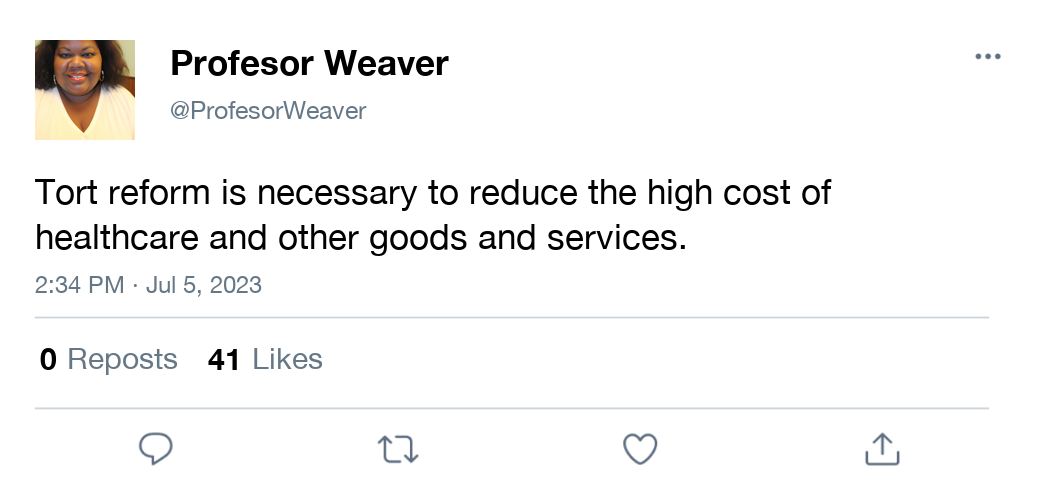 Profesor Weaver
@ProfesorWeaver
Tort reform is necessary to reduce the high cost of
healthcare and other goods and services.
2:34 PM · Jul 5, 2023
0 Reposts 41 Likes